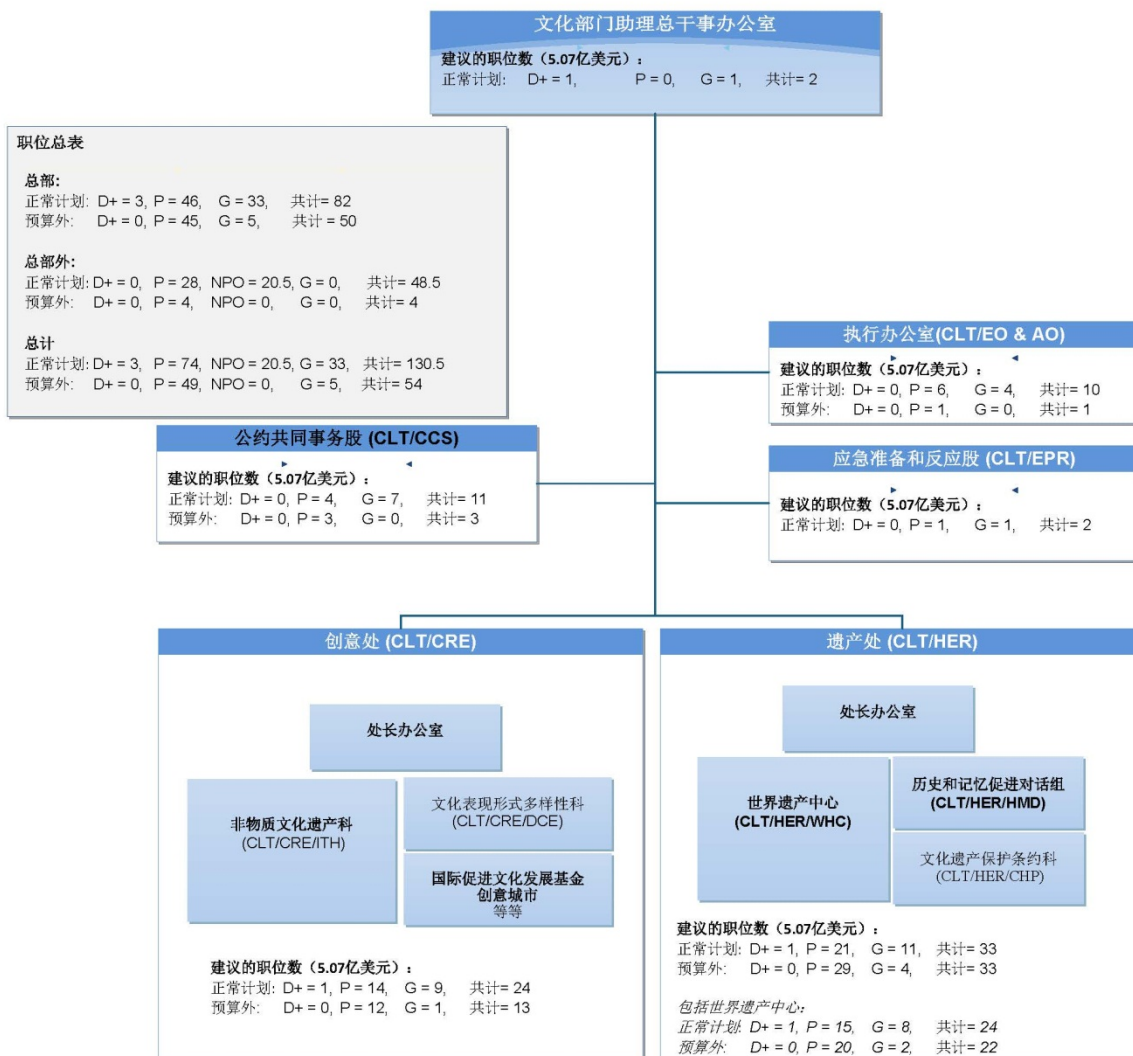 文化部门助理总干事办公室
建议的职位数（5.07亿美元）：
正常计划: D+ = 1, P = 0, G = 1, 共计= 2
职位总表
总部:
正常计划: D+ = 3, P = 46, G = 33, 共计= 82
预算外: D+ = 0, P = 45, G = 5, 共计 = 50
总部外:
正常计划: D+ = 0, P = 28, NPO = 20.5, G = 0, 共计= 48.5
预算外: D+ = 0, P = 4, NPO = 0, G = 0, 共计= 4
总计
正常计划: D+ = 3, P = 74, NPO = 20.5, G = 33, 共计= 130.5
预算外: D+ = 0, P = 49, NPO = 0, G = 5, 共计= 54
执行办公室(CLT/EO & AO)
建议的职位数（5.07亿美元）：
正常计划: D+ = 0, P = 6, G = 4, 共计= 10
预算外: D+ = 0, P = 1, G = 0, 共计= 1
公约共同事务股 (CLT/CCS)
建议的职位数（5.07亿美元）：
正常计划: D+ = 0, P = 4, G = 7, 共计= 11
预算外: D+ = 0, P = 3, G = 0, 共计= 3
应急准备和反应股 (CLT/EPR)
建议的职位数（5.07亿美元）：
正常计划: D+ = 0, P = 1, G = 1, 共计= 2
创意处 (CLT/CRE)
处长办公室
非物质文化遗产科
(CLT/CRE/ITH)
文化表现形式多样性科
(CLT/CRE/DCE)
国际促进文化发展基金
创意城市
等等
建议的职位数（5.07亿美元）：
正常计划: D+ = 1, P = 14, G = 9, 共计= 24
预算外: D+ = 0, P = 12, G = 1, 共计= 13
遗产处 (CLT/HER)
处长办公室
世界遗产中心
(CLT/HER/WHC)
历史和记忆促进对话组
(CLT/HER/HMD)
文化遗产保护条约科
(CLT/HER/CHP)
建议的职位数（5.07亿美元）：
正常计划: D+ = 1, P = 21, G = 11, 共计= 33
预算外: D+ = 0, P = 29, G = 4, 共计= 33
包括世界遗产中心:
正常计划: D+ = 1, P = 15, G = 8, 共计= 24
预算外: D+ = 0, P = 20, G = 2, 共计= 22